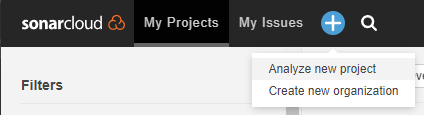 sonarcloud My Projects My Issues
Analyze new project
Create new organization
Filters